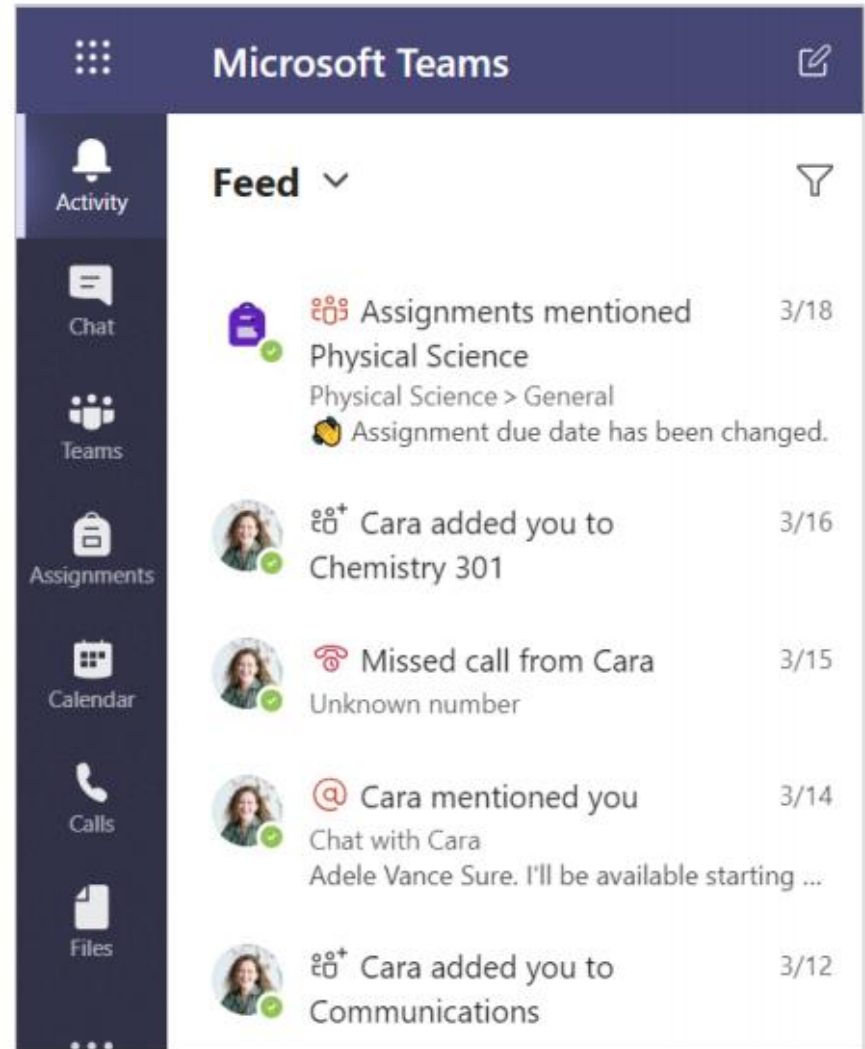 Microsoft Teams
Activity
Chat
Teams
Assignments
Calendar
Calls
Files
Feed
Assignments mentioned 3/18
Physical Science
Physical Science > General
Assignment due date has been changed.
Cara added you to 3/16
Chemistry 301
Missed call from Cara 3/15
Unknown number
@ Cara mentioned you 3/14
Chat with Cara
Adele Vance Sure. I'll be available starting ...
Cara added you to 3/12
Communications